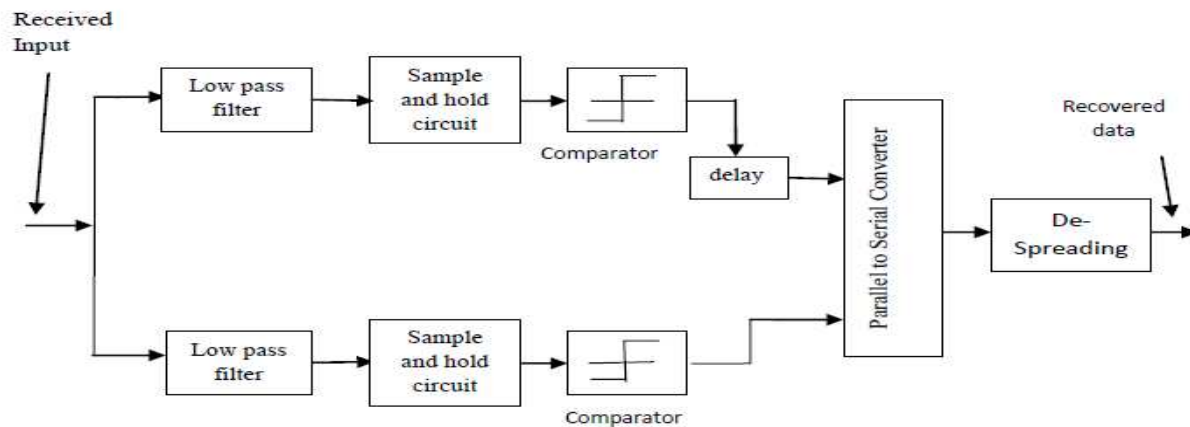 Received
Input
Low pass
filter
Sample
and hold
circuit
Comparator
delay
Parallel to Serial Converter
De-
Spreading
Recovered
data
Low pass
filter
Sample
and hold
circuit
Comparator